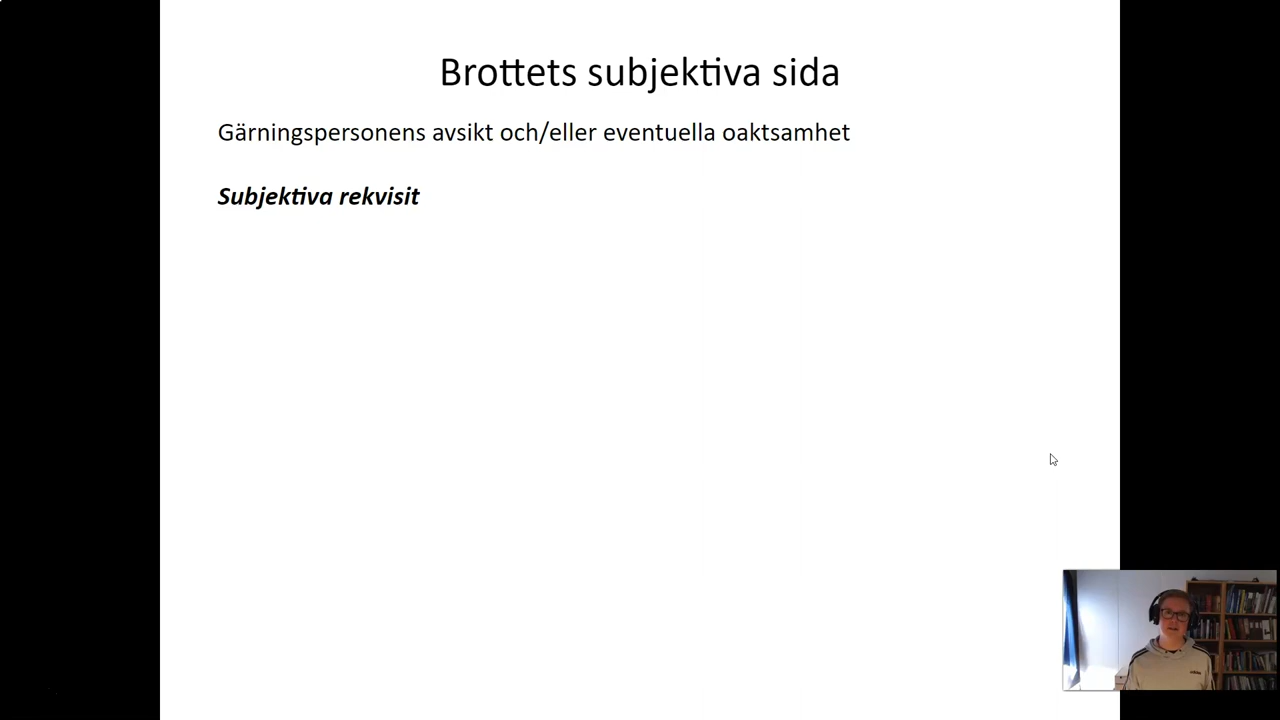 Brottets subjektiva sida
Gärningspersonens avsikt och/eller eventuella oaktsamhet
Subjektiva rekvisit